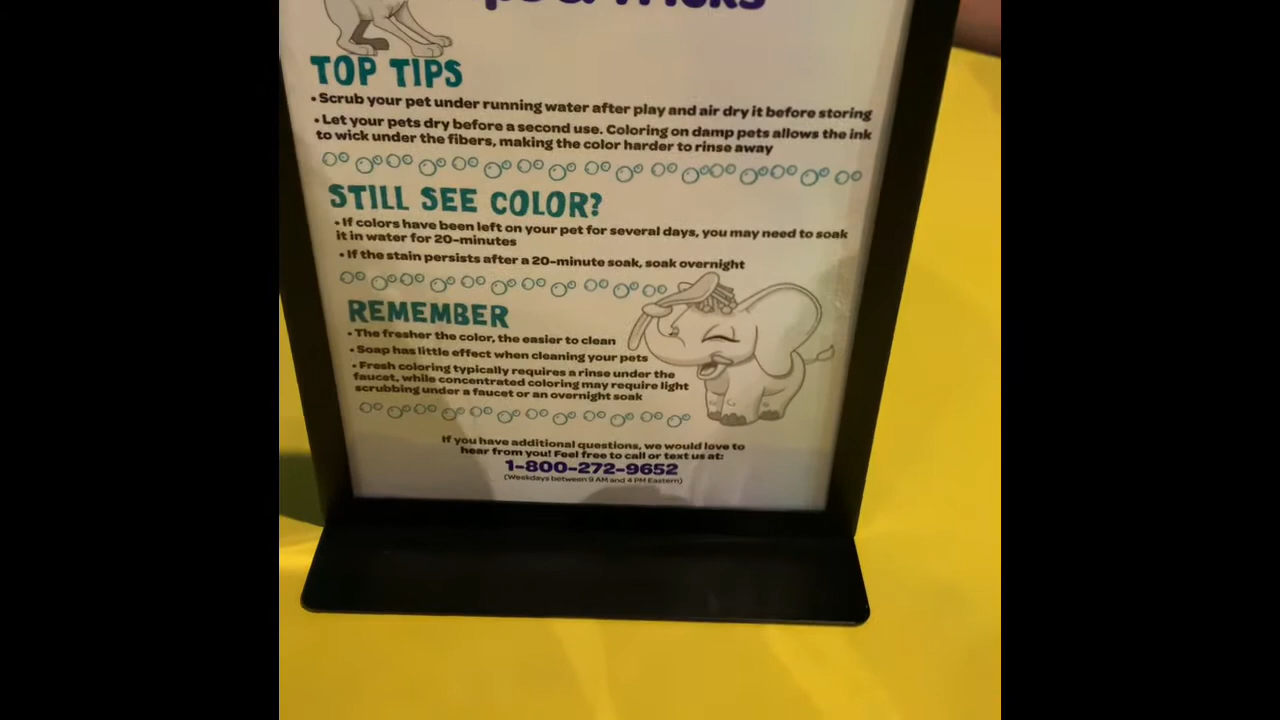 TOP TIPS
• Scrub your pet under running water after play and air dry it before storing
• Let your pets dry before a second use. Coloring on damp pets allows the ink
to wick under the fibers, making the color harder to rinse away
STILL SEE COLOR?
• If colors have been left on your pet for several days, you may need to soak
it in water for 20-minutes
• If the stain persists after a 20-minute soak, soak overnight
REMEMBER
• The fresher the color, the easier to clean
• Soap has little effect when cleaning your pets
• Fresh coloring typically requires a rinse under the
faucet, while concentrated coloring may require light
scrubbing under a faucet or an overnight soak
If you have additional questions, we would love to
hear from you! Feel free to call or text us at:
1-800-272-9652
(Weekdays between 9 AM and 4 PM Eastern)